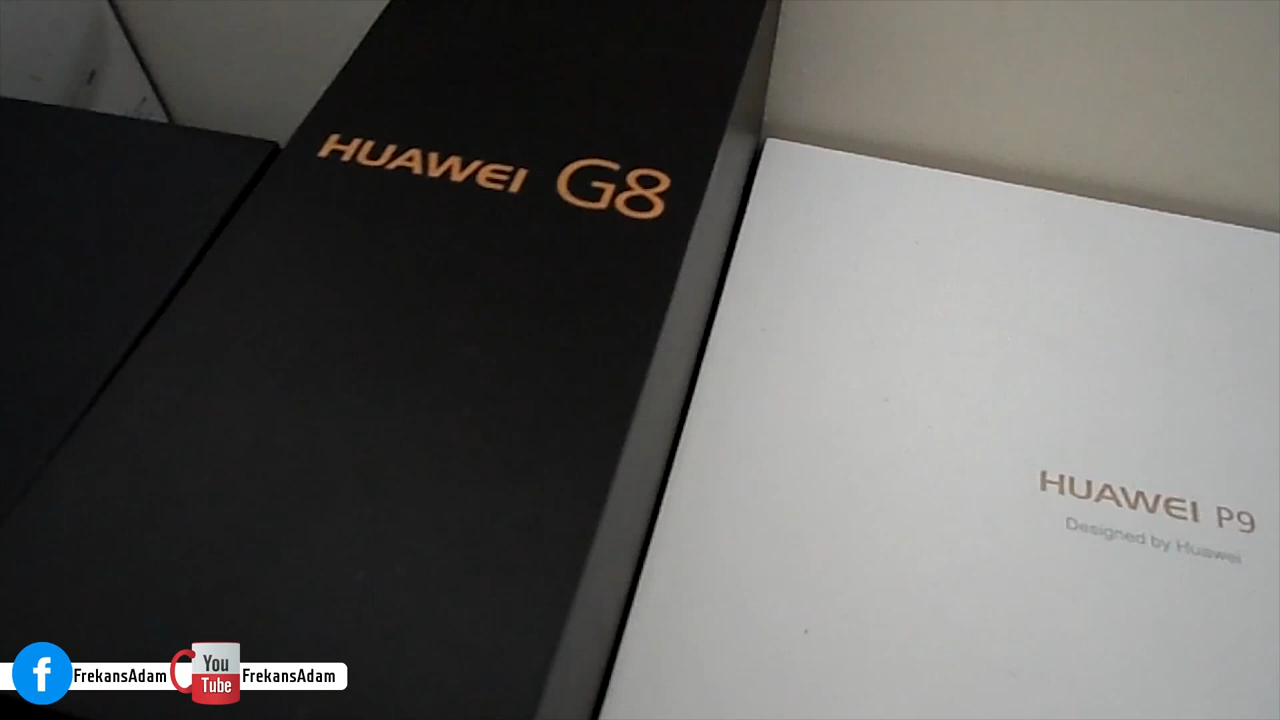 HUAWEI G8
HUAWEI P9
Designed by Huawei
FrekansAdam
You
Tube
FrekansAdam